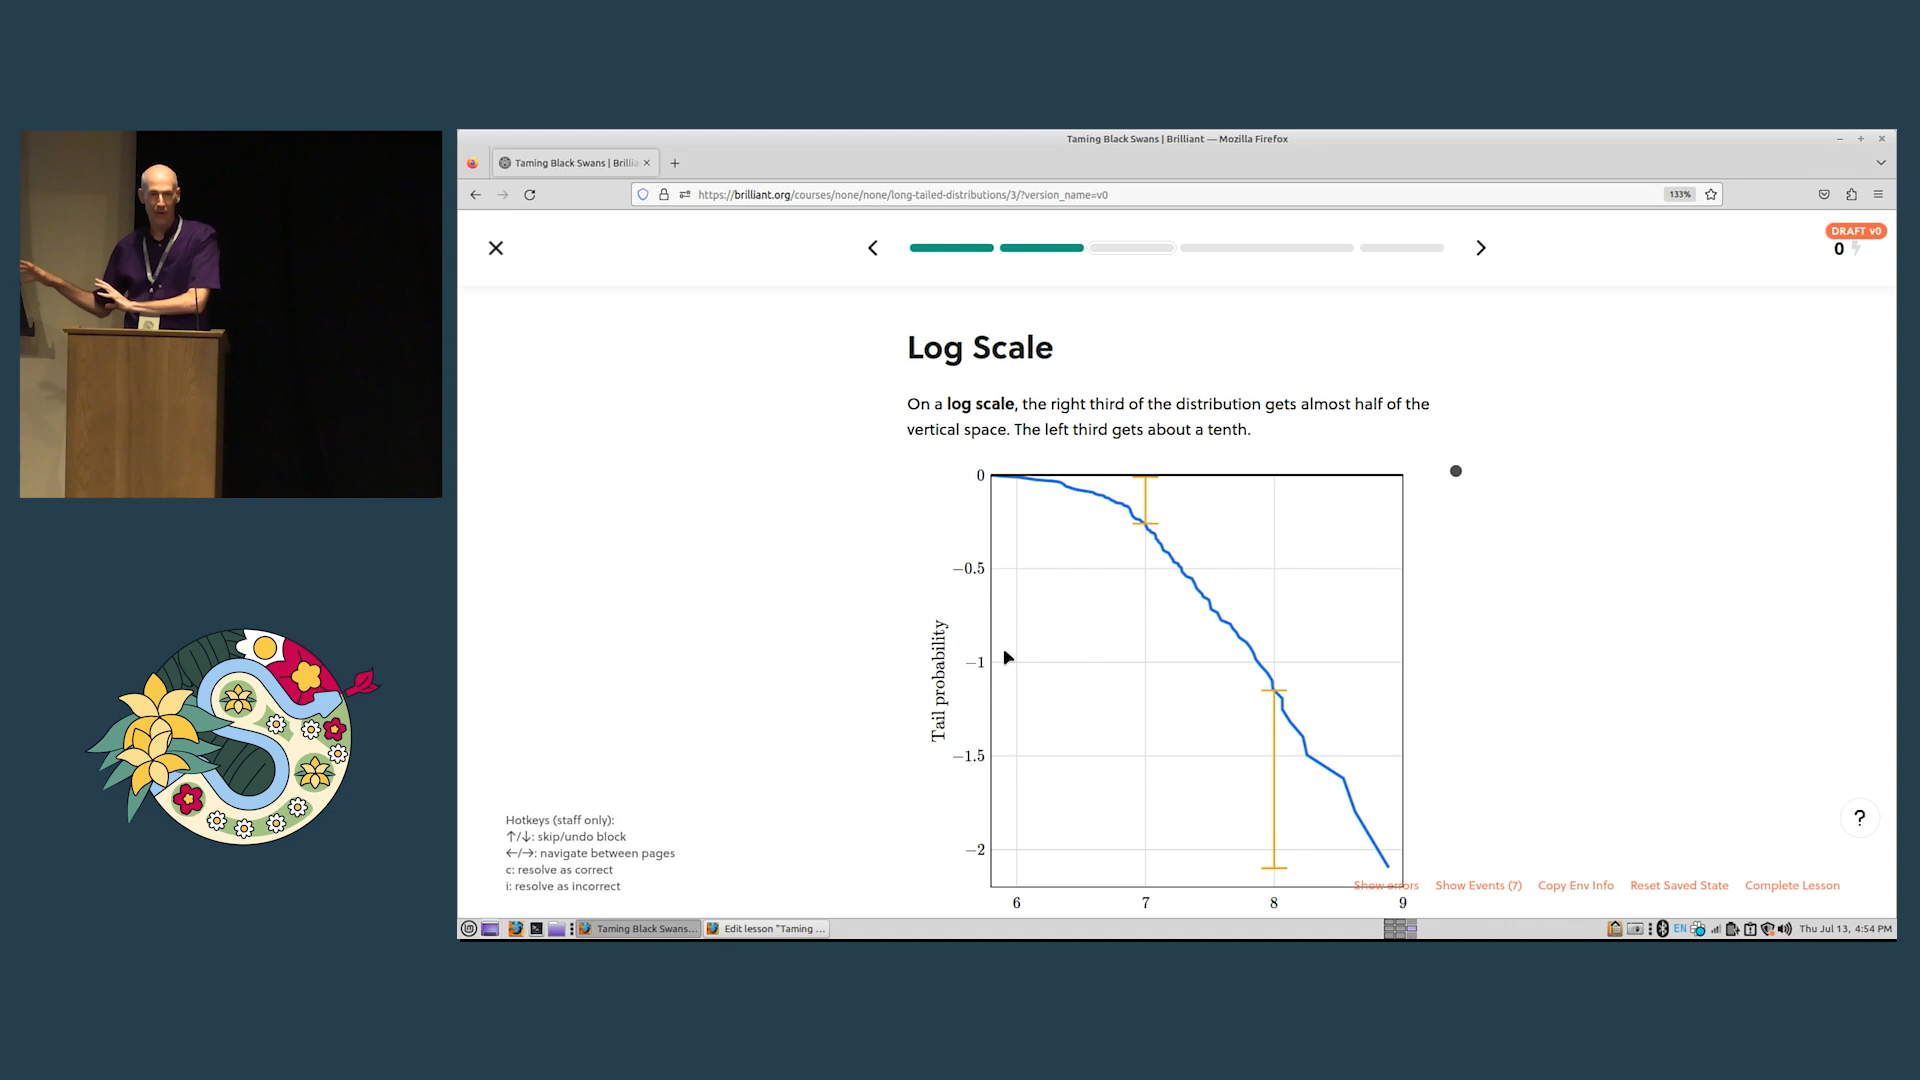 Taming Black Swans | Brilliant — Mozilla Firefox
Taming Black Swans | Brillia
https://brilliant.org/courses/none/none/long-tailed-distributions/3/?version_name=v0
133%
DRAFT v0
0
Log Scale
On a log scale, the right third of the distribution gets almost half of the
vertical space. The left third gets about a tenth.
0
−0.5
−1
−1.5
−2
Tail probability
6 7 8 9
Hotkeys (staff only):
↑/↓: skip/undo block
←/→: navigate between pages
c: resolve as correct
i: resolve as incorrect
?
Show errors Show Events (7) Copy Env Info Reset Saved State Complete Lesson
Taming Black Swans... Edit lesson "Taming ...
EN
Thu Jul 13, 4:54 PM